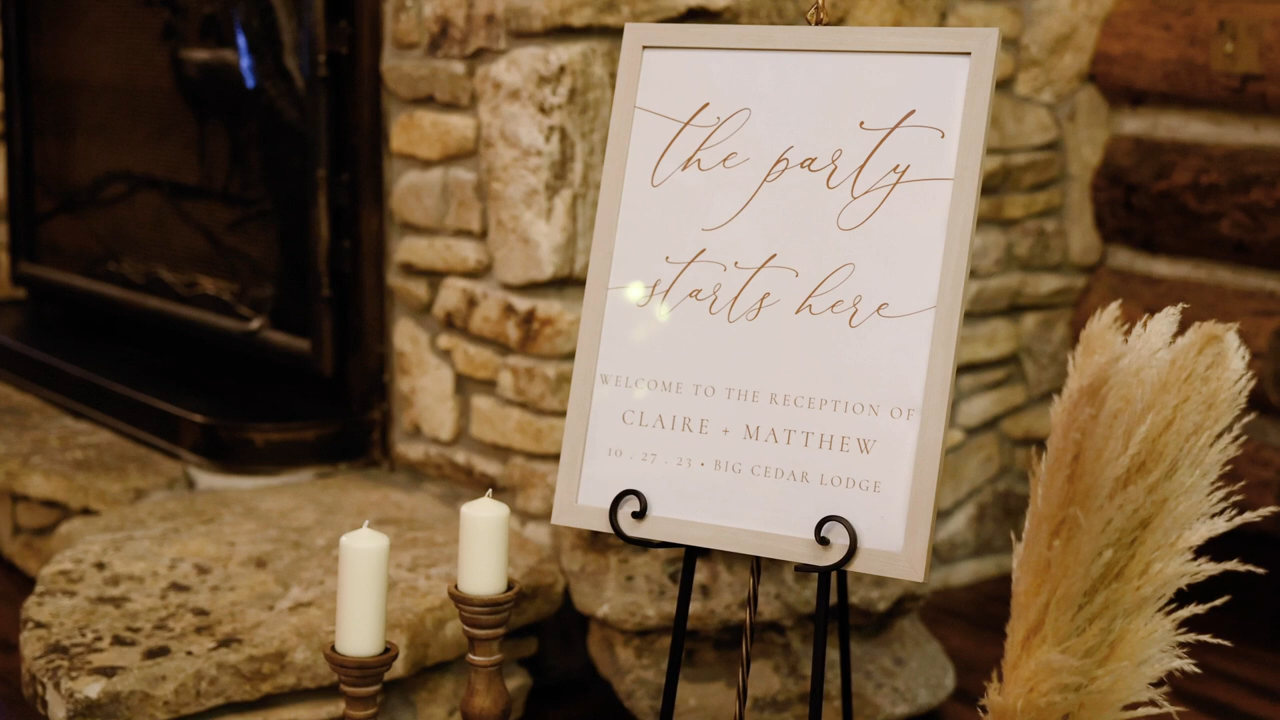 the party
starts here
WELCOME TO THE RECEPTION OF
CLAIRE + MATTHEW
10 . 27 . 23 • BIG CEDAR LODGE